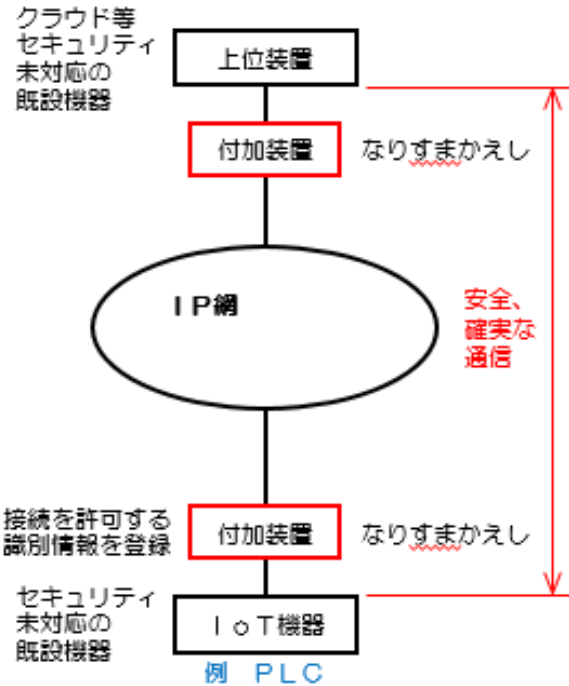 クラウド等
セキュリティ
未対応の
既設機器
上位装置
付加装置
なりすまかえし
ＩＰ網
安全、
確実な
通信
接続を許可する
識別情報を登録
付加装置
なりすまかえし
セキュリティ
未対応の
既設機器
ＩｏＴ機器
例　ＰＬＣ